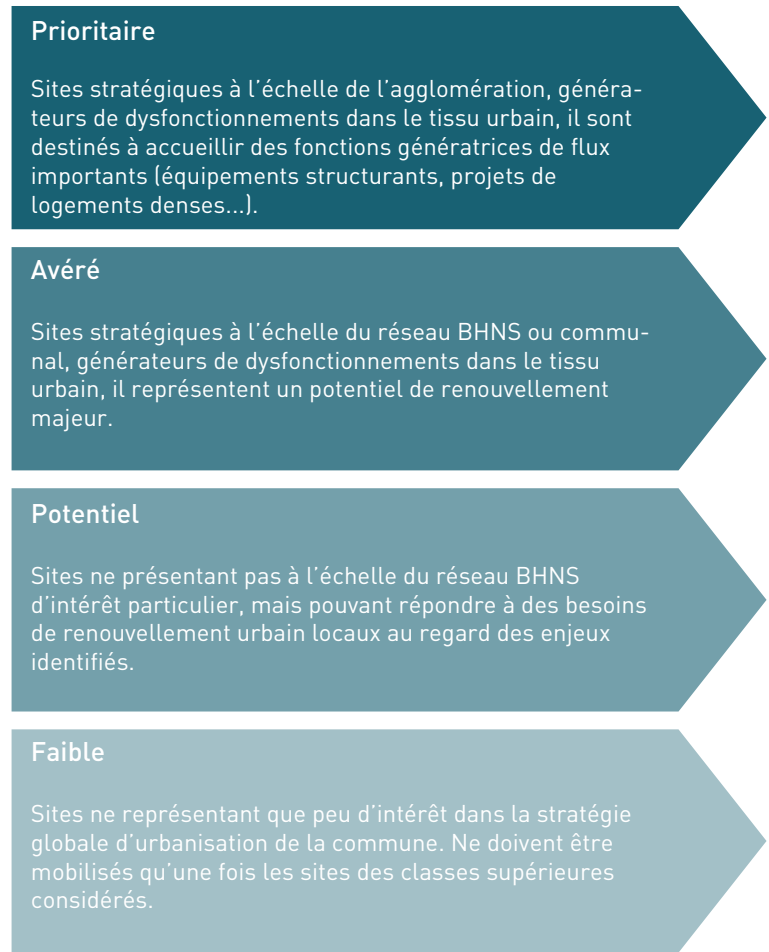 Prioritaire
Sites stratégiques à l'échelle de l'agglomération, généra-
teurs de dysfonctionnements dans le tissu urbain, il sont
destinés à accueillir des fonctions génératrices de flux
importants (équipements structurants, projets de
logements denses...).
Avéré
Sites stratégiques à l'échelle du réseau BHNS ou commu-
nal, générateurs de dysfonctionnements dans le tissu
urbain, il représentent un potentiel de renouvellement
majeur.
Potentiel
Sites ne présentant pas à l'échelle du réseau BHNS
d'intérêt particulier, mais pouvant répondre à des besoins
de renouvellement urbain locaux au regard des enjeux
identifiés.
Faible
Sites ne représentant que peu d'intérêt dans la stratégie
globale d'urbanisation de la commune. Ne doivent être
mobilisés qu'une fois les sites des classes supérieures
considérés.